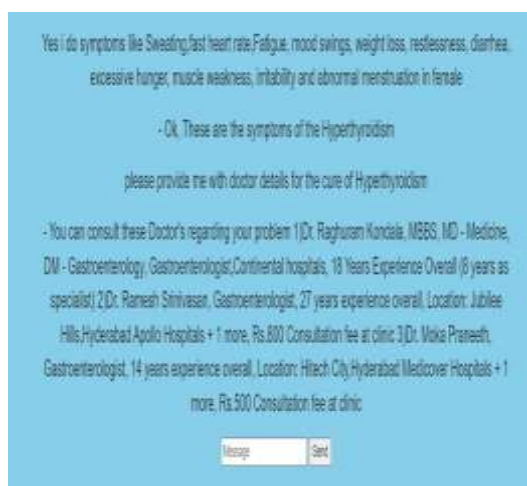 Yes i do symptoms like Sweating,fast heart rate,Fatigue, mood swings, weight loss, restlessness, diarrhea,
excessive hunger, muscle weakness, irritability and abnormal menstruation in female
- Ok. These are the symptoms of the Hyperthyroidism
please provide me with doctor details for the cure of Hyperthyroidism
- You can consult these Doctor's regarding your problem 1)Dr. Raghuram Kondala, MBBS, MD - Medicine,
DM - Gastroenterology, Gastroenterologist,Continental hospitals, 18 Years Experience Overall (8 years as
specialist) 2)Dr. Ramesh Srinivasan, Gastroenterologist, 27 years experience overall, Location: Jubilee
Hills,Hyderabad Apollo Hospitals + 1 more, Rs.800 Consultation fee at clinic 3)Dr. Moka Praneeth,
Gastroenterologist, 14 years experience overall, Location: Hitech City,Hyderabad Medicover Hospitals + 1
more, Rs.500 Consultation fee at clinic
Message Send